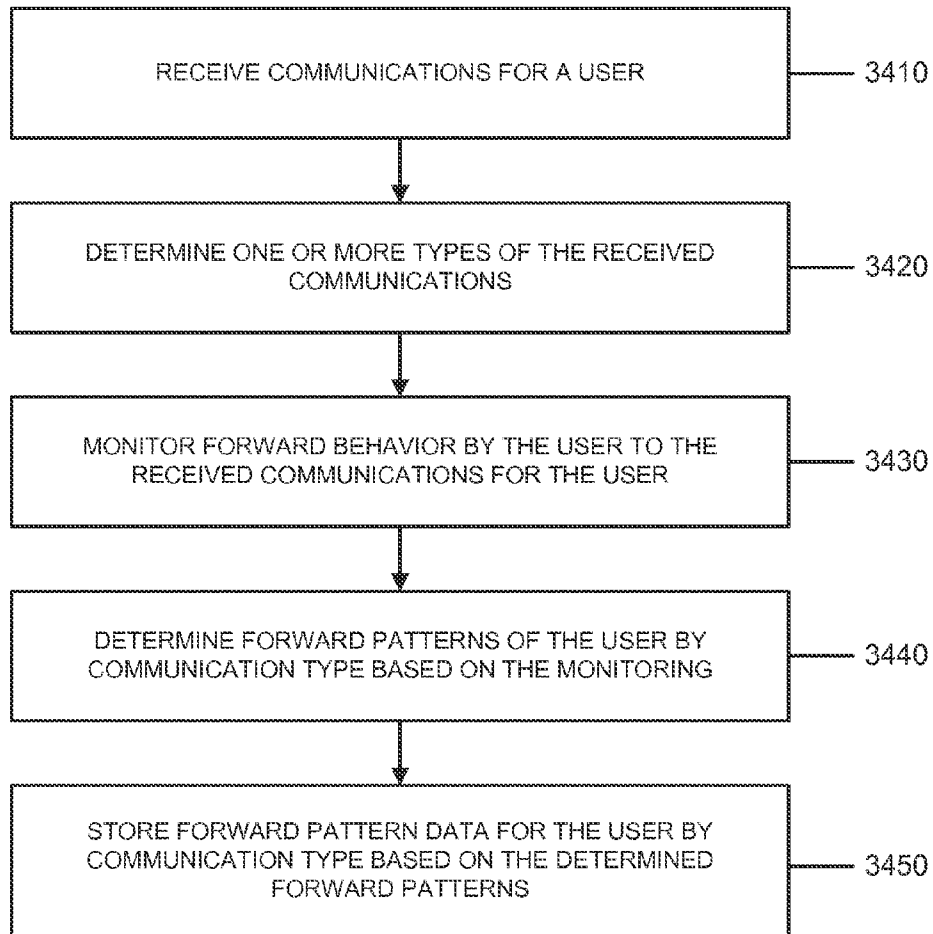 RECEIVE COMMUNICATIONS FOR A USER
3410
DETERMINE ONE OR MORE TYPES OF THE RECEIVED
COMMUNICATIONS
3420
MONITOR FORWARD BEHAVIOR BY THE USER TO THE
RECEIVED COMMUNICATIONS FOR THE USER
3430
DETERMINE FORWARD PATTERNS OF THE USER BY
COMMUNICATION TYPE BASED ON THE MONITORING
3440
STORE FORWARD PATTERN DATA FOR THE USER BY
COMMUNICATION TYPE BASED ON THE DETERMINED
FORWARD PATTERNS
3450